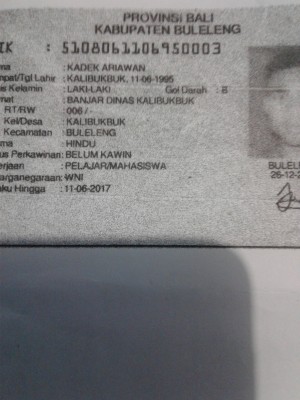 PROVINSI BALI
KABUPATEN BULELENG
IK : 5108061106950003
ma : KADEK ARIAWAN
mpat/Tgl Lahir : KALIBUKBUK, 11-06-1995
is Kelamin : LAKI-LAKI Gol Darah : B
mat : BANJAR DINAS KALIBUKBUK
RT/RW : 006 / -
Kel/Desa : KALIBUKBUK
Kecamatan : BULELENG
ma : HINDU
us Perkawinan: BELUM KAWIN
erjaan : PELAJAR/MAHASISWA
arganegaraan: WNI
aku Hingga : 11-06-2017
BULELE
26-12-2